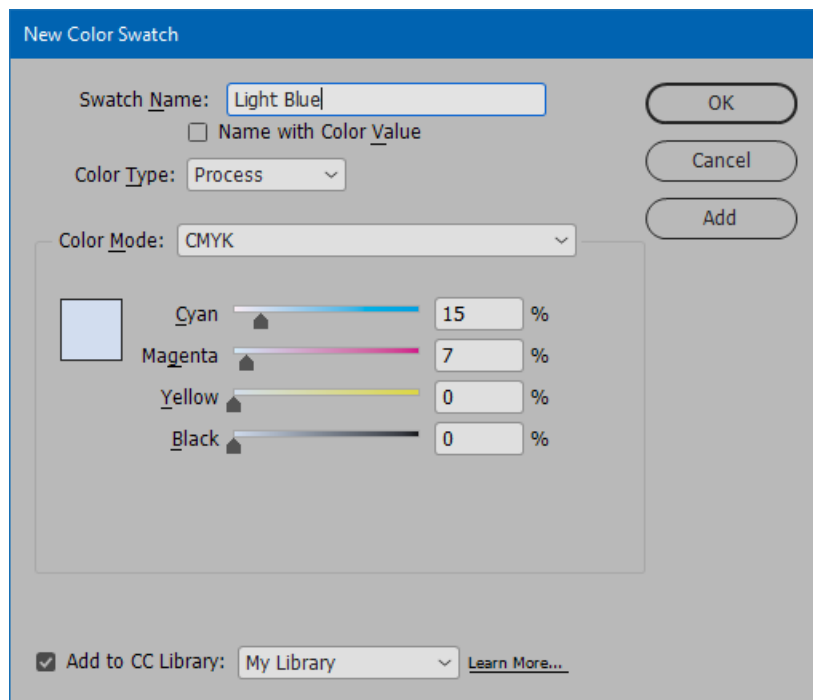 New Color Swatch
Swatch Name: Light Blue
OK
Name with Color Value
Color Type: Process
Cancel
Add
Color Mode: CMYK
Cyan 15 %
Magenta 7 %
Yellow 0 %
Black 0 %
Add to CC Library: My Library Learn More...